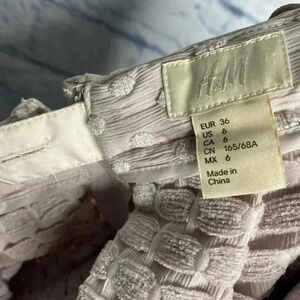 H&M
EUR 36
US 6
CA 6
CN 165/68A
MX 6
Made in
China